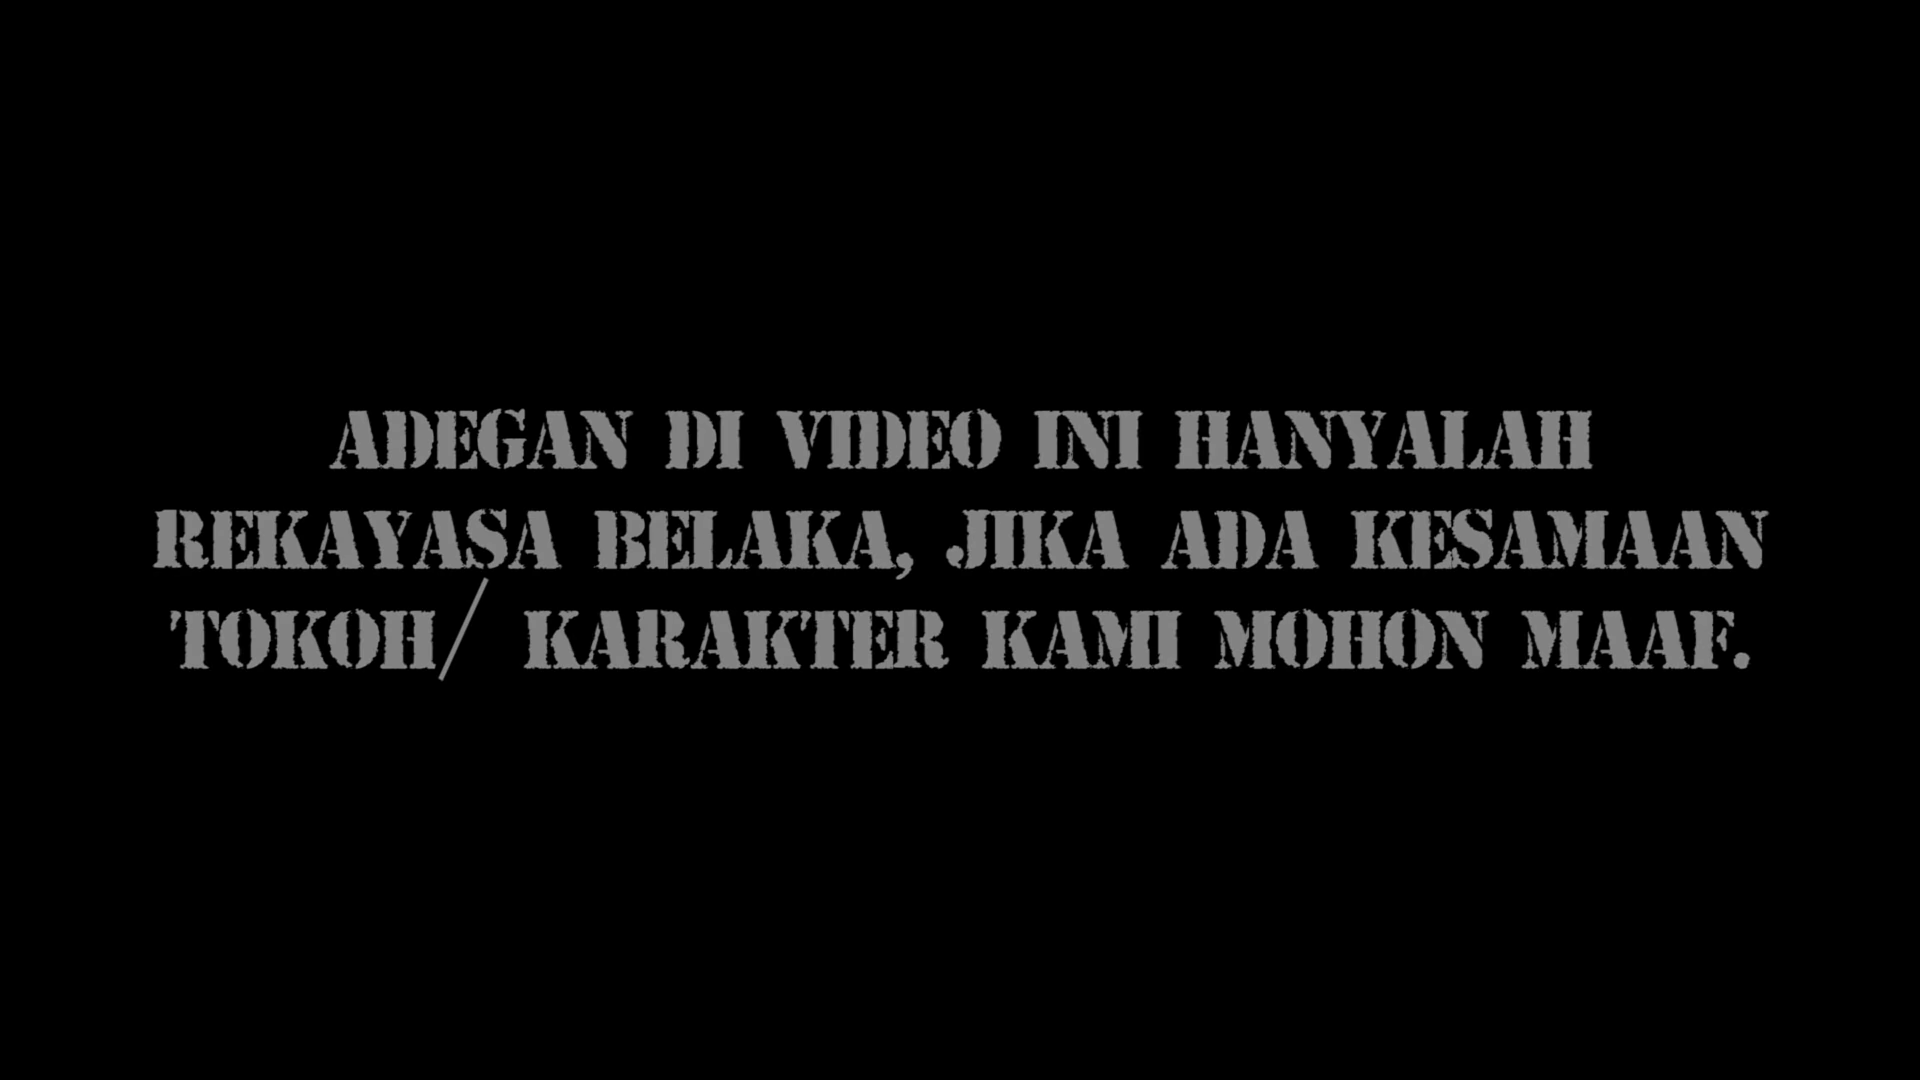 ADEGAN DI VIDEO INI HANYALAH
REKAYASA BELAKA, JIKA ADA KESAMAAN
TOKOH/ KARAKTER KAMI MOHON MAAF.